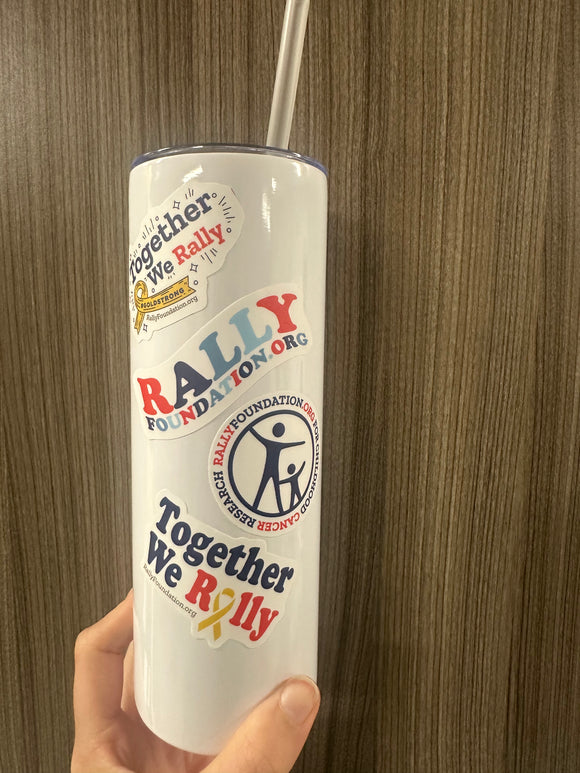 Together
We Rally
#GOLDSTRONG
RallyFoundation.org
RALLY
FOUNDATION.ORG
RALLYFOUNDATION.ORG FOR CHILDHOOD CANCER RESEARCH
Together
We Rally
RallyFoundation.org